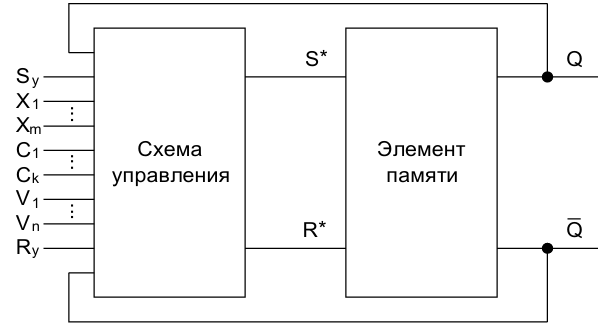 S* Q
Sy
X1
⋮
Xm
C1
⋮
Ck
V1
⋮
Vn
Ry
Схема
управления
Элемент
памяти
R* Q̅